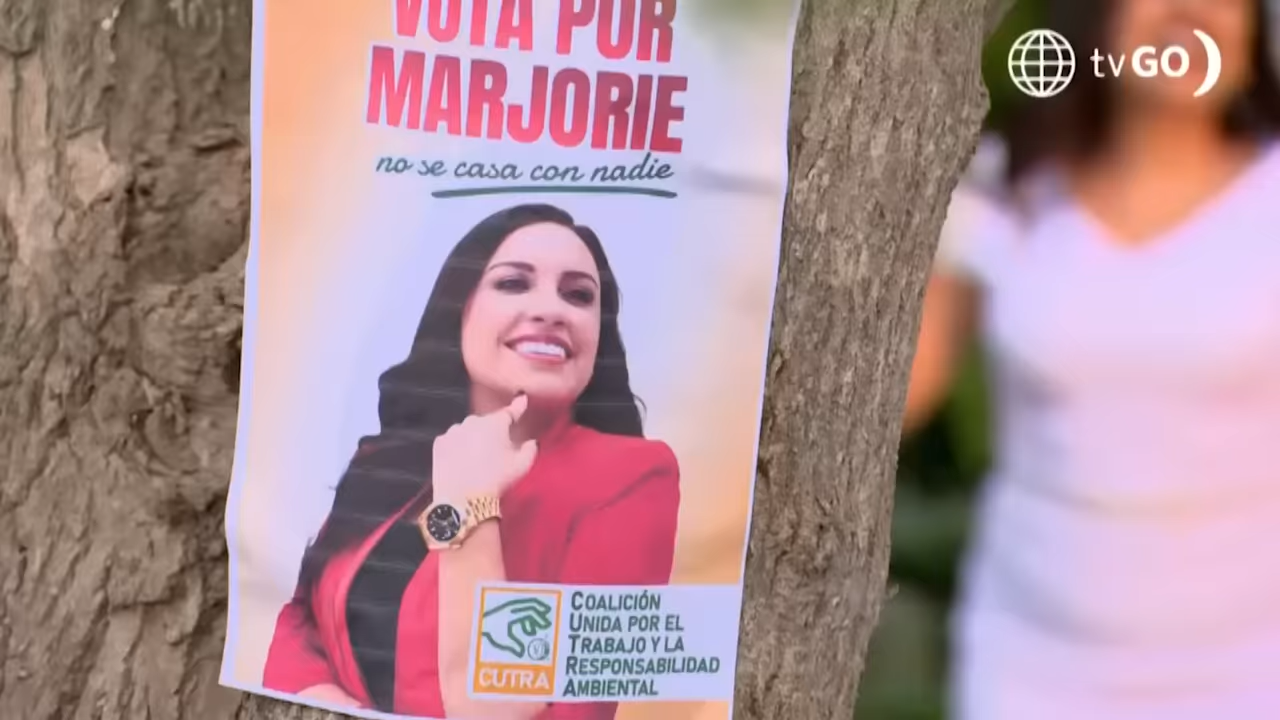 VOTA POR
MARJORIE
no se casa con nadie
COALICIÓN
UNIDA POR EL
TRABAJO Y LA
RESPONSABILIDAD
AMBIENTAL
CUTRA
tvGO